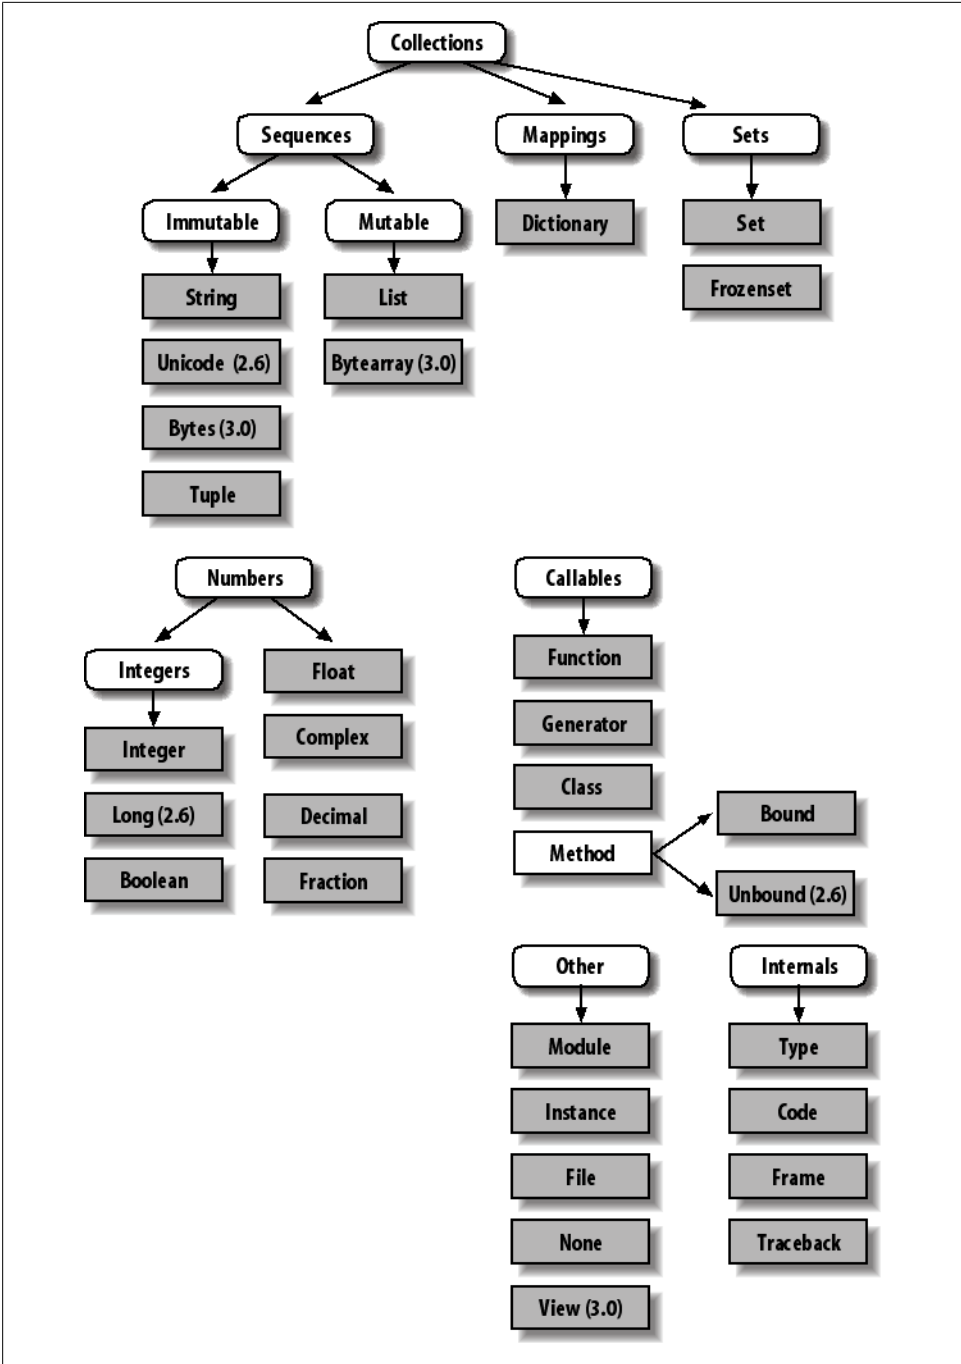 Collections
Sequences
Mappings
Sets
Immutable
Mutable
Dictionary
Set
String
List
Frozenset
Unicode (2.6)
Bytearray (3.0)
Bytes (3.0)
Tuple
Numbers
Callables
Integers
Float
Function
Integer
Complex
Generator
Long (2.6)
Decimal
Class
Bound
Boolean
Fraction
Method
Unbound (2.6)
Other
Internals
Module
Type
Instance
Code
File
Frame
None
Traceback
View (3.0)